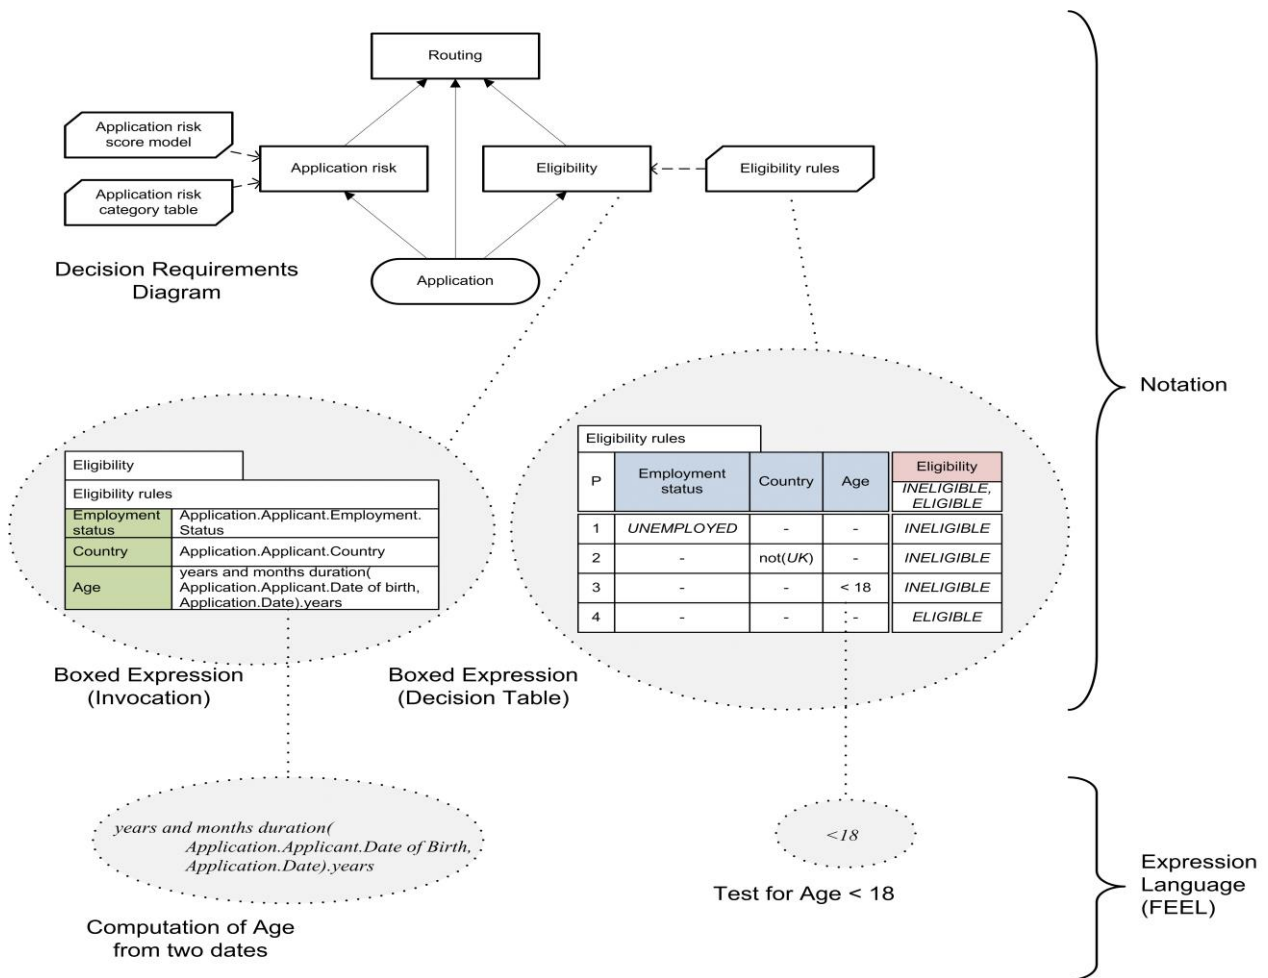 Routing
Application risk
score model
Application risk
Eligibility
Eligibility rules
Application risk
category table
Decision Requirements
Diagram
Application
Notation
Eligibility
Eligibility rules
Employment
status
Application.Applicant.Employment.
Status
Country
Application.Applicant.Country
Age
years and months duration(
Application.Applicant.Date of birth,
Application.Date).years
Boxed Expression
(Invocation)
Eligibility rules
P
Employment
status
Country
Age
Eligibility
INELIGIBLE,
ELIGIBLE
1 UNEMPLOYED - - INELIGIBLE
2 - not(UK) - INELIGIBLE
3 - - < 18 INELIGIBLE
4 - - - ELIGIBLE
Boxed Expression
(Decision Table)
years and months duration(
Application.Applicant.Date of Birth,
Application.Date).years
Computation of Age
from two dates
<18
Test for Age < 18
Expression
Language
(FEEL)